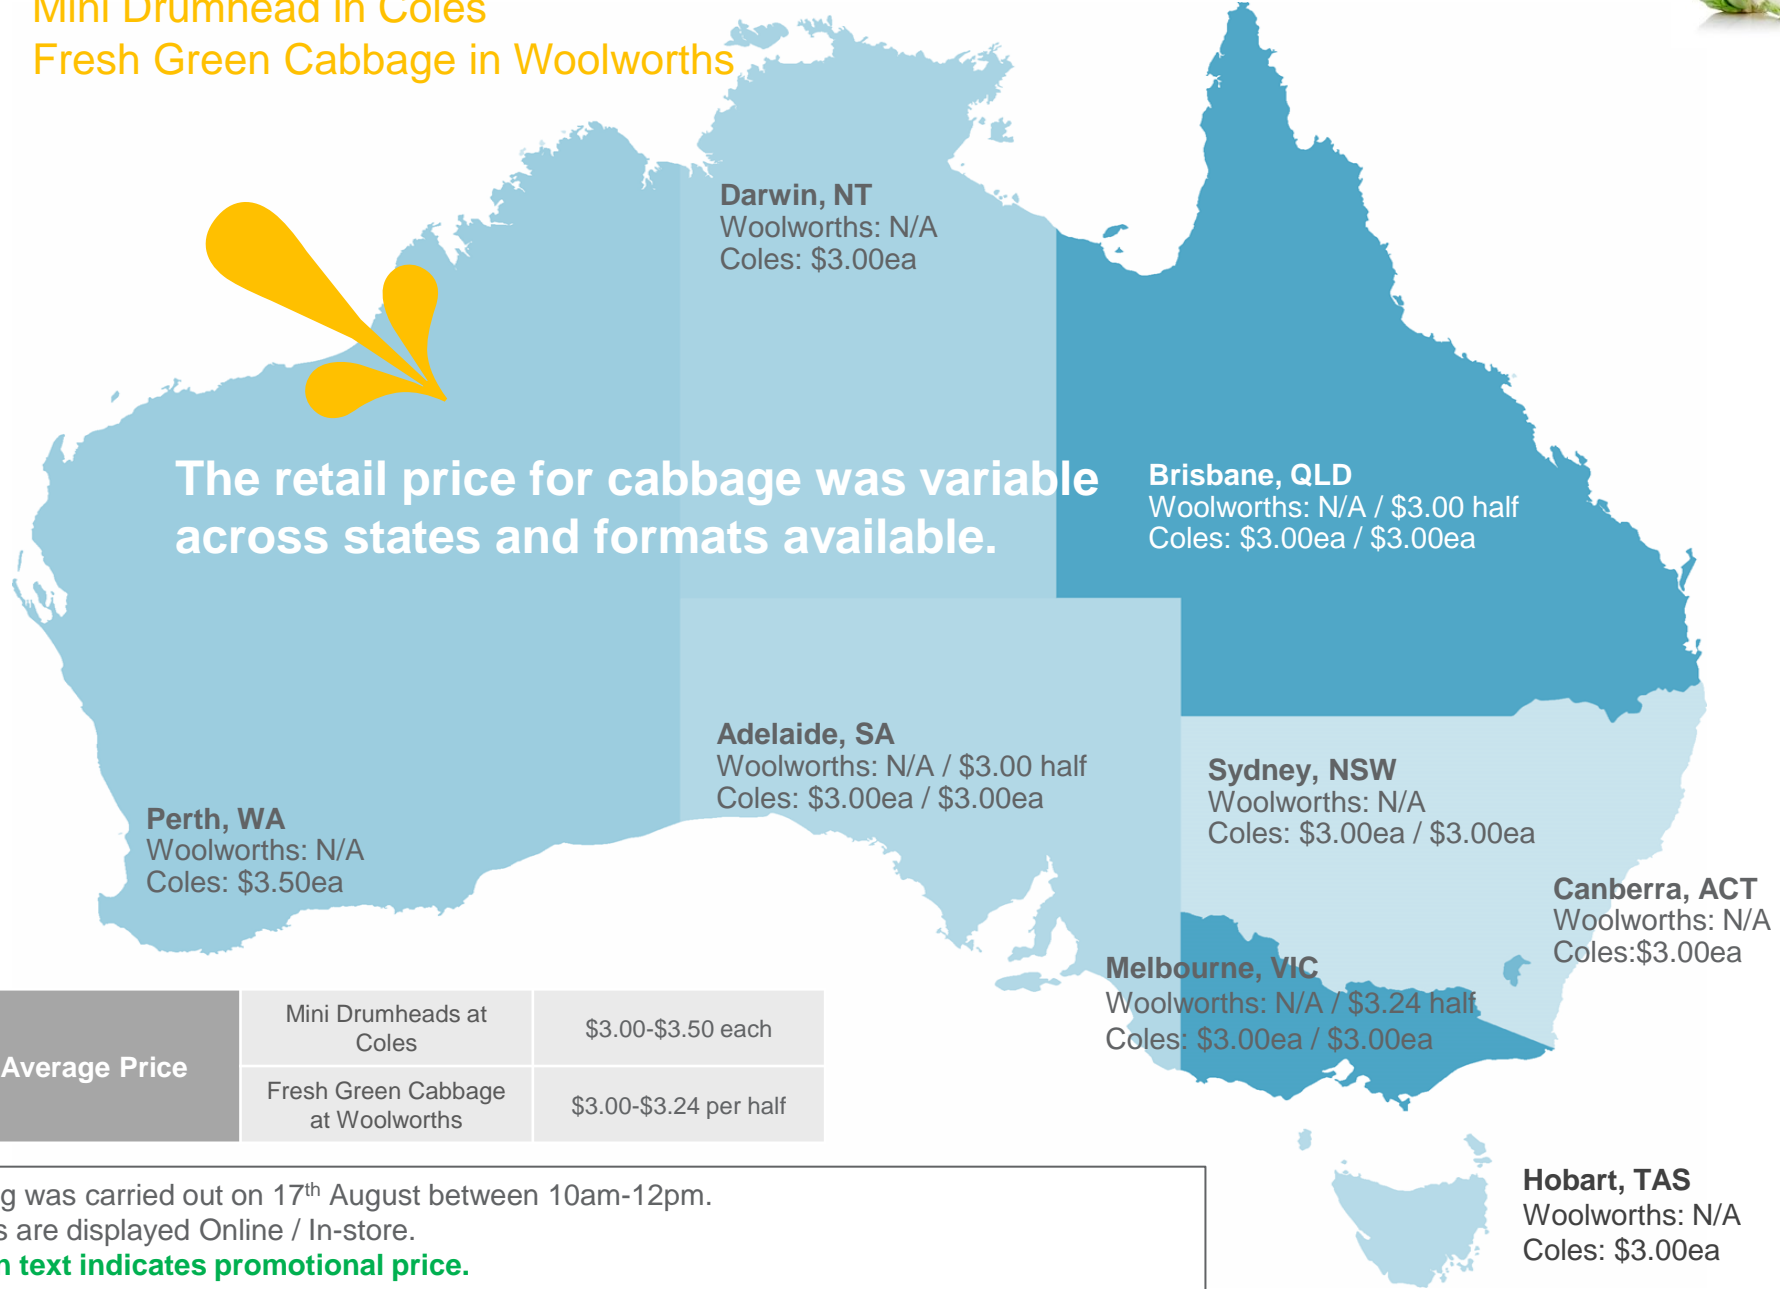 Mini Drumhead in Coles
Fresh Green Cabbage in Woolworths
Darwin, NT
Woolworths: N/A
Coles: $3.00ea
The retail price for cabbage was variable
across states and formats available.
Brisbane, QLD
Woolworths: N/A / $3.00 half
Coles: $3.00ea / $3.00ea
Adelaide, SA
Woolworths: N/A / $3.00 half
Coles: $3.00ea / $3.00ea
Sydney, NSW
Woolworths: N/A
Coles: $3.00ea / $3.00ea
Perth, WA
Woolworths: N/A
Coles: $3.50ea
Canberra, ACT
Woolworths: N/A
Coles:$3.00ea
Melbourne, VIC
Woolworths: N/A / $3.24 half
Coles: $3.00ea / $3.00ea
Average Price
Mini Drumheads at
Coles
$3.00-$3.50 each
Fresh Green Cabbage
at Woolworths
$3.00-$3.24 per half
Hobart, TAS
Woolworths: N/A
Coles: $3.00ea
g was carried out on 17th August between 10am-12pm.
s are displayed Online / In-store.
n text indicates promotional price.